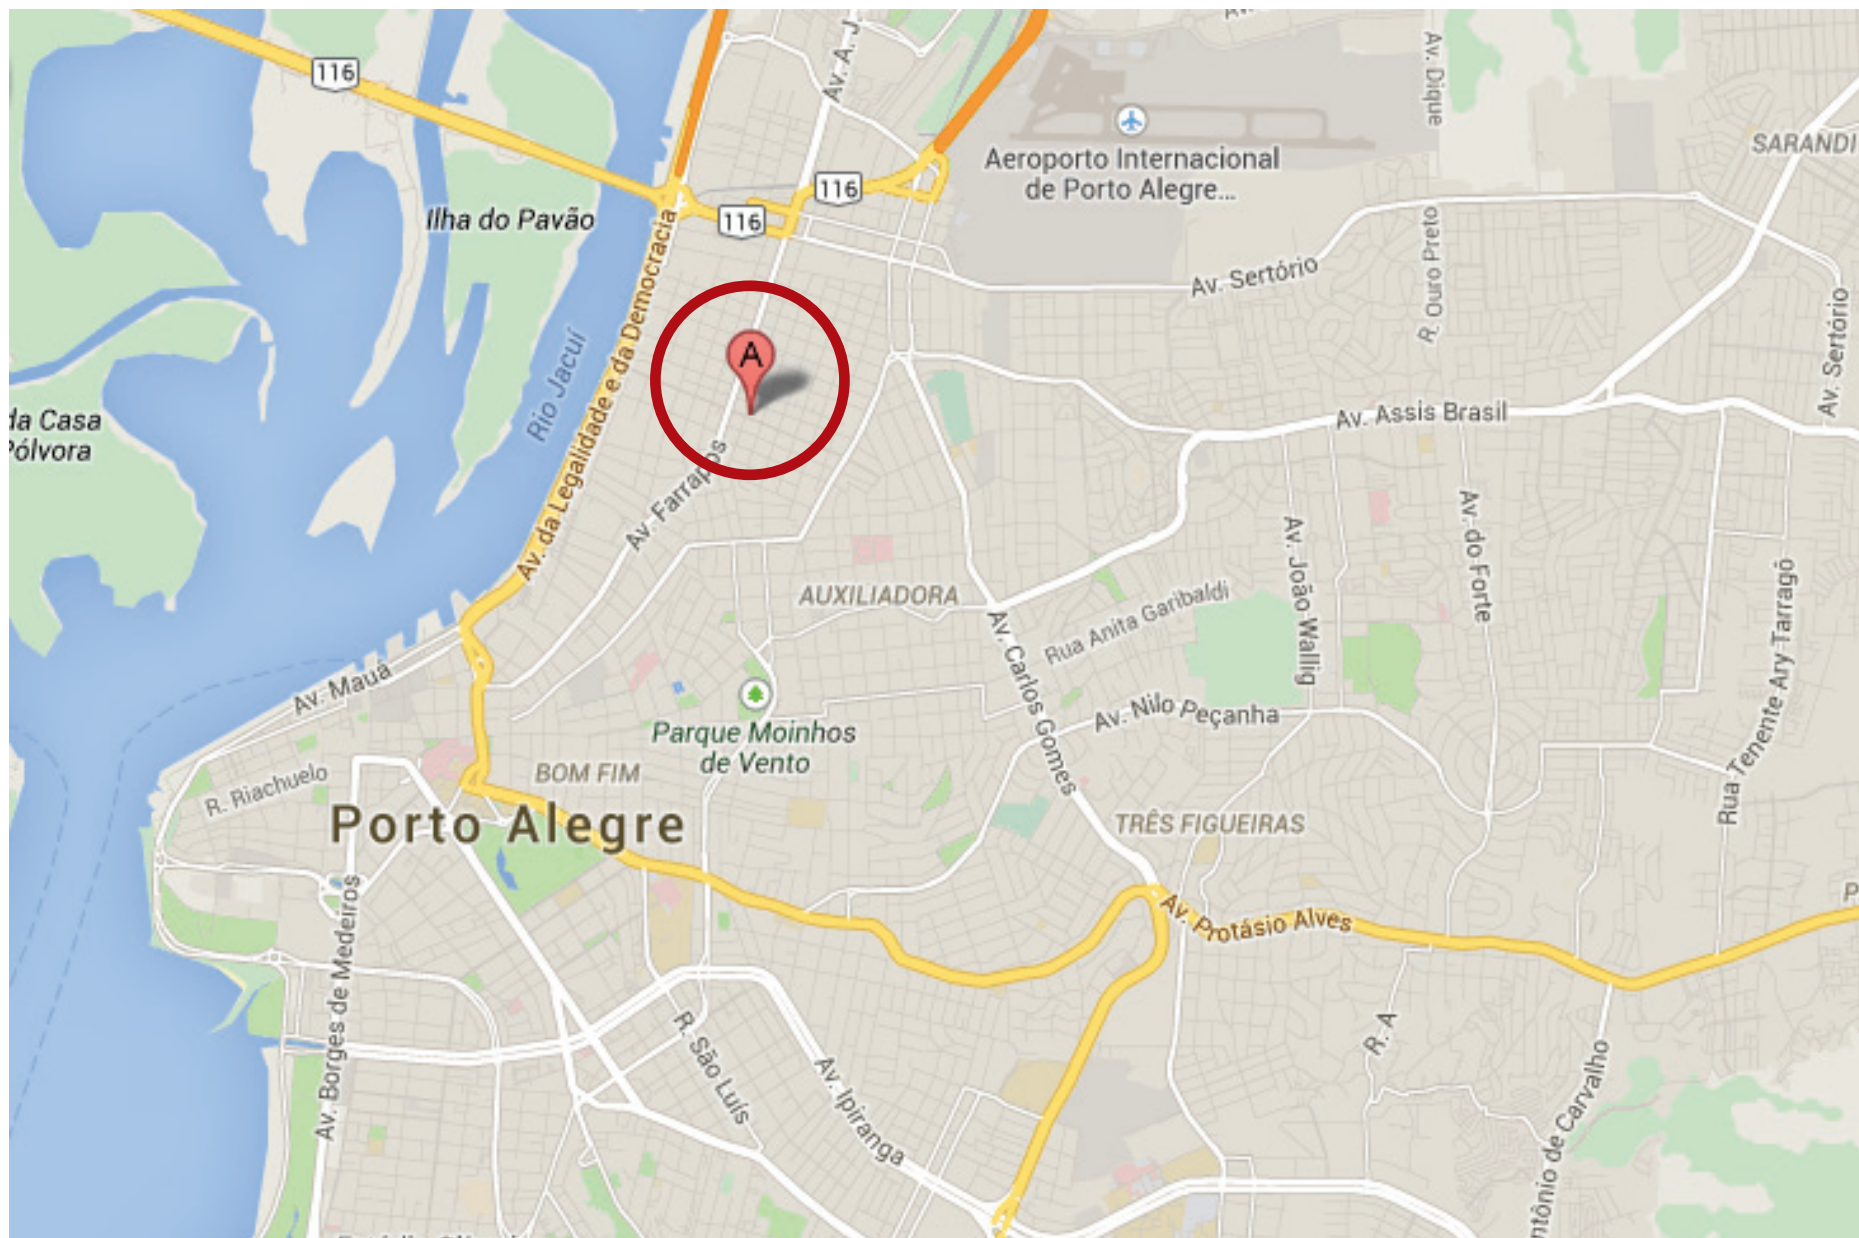 116
Av. A. J.
Av. Dique
SARANDI
Aeroporto Internacional
de Porto Alegre...
116
116
Ilha do Pavão
R. Ouro Preto
Av. Sertório
Av. Sertório
Av. da Legalidade e da Democracia
Rio Jacuí
A
da Casa
Pólvora
Av. Assis Brasil
Av. Farrapos
Av. João Wallig
Av. do Forte
AUXILIADORA
Rua Anita Garibaldi
Rua Tenente Ary Tarragô
Av. Carlos Gomes
Av. Mauá
Av. Nilo Peçanha
Parque Moinhos
de Vento
R. Riachuelo
BOM FIM
Porto Alegre
TRÊS FIGUEIRAS
P
Av. Protásio Alves
Av. Borges de Medeiros
R. São Luís
R. A
Av. Ipiranga
ntônio de Carvalho